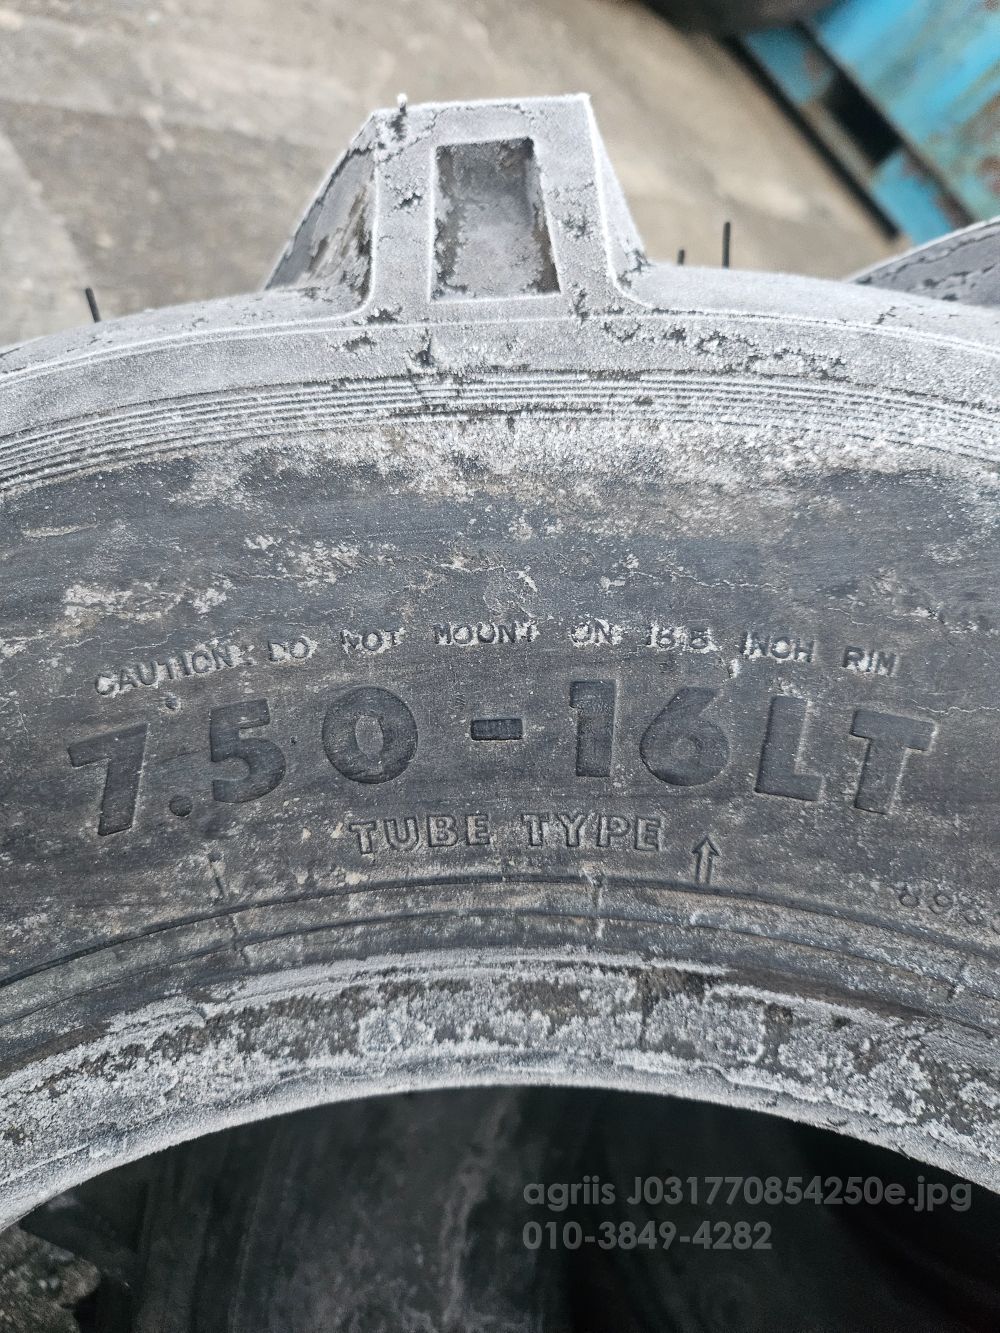 CAUTION: DO NOT MOUNT ON 16.5 INCH RIM
7.50-16LT
TUBE TYPE
agriis J031770854250e.jpg
010-3849-4282